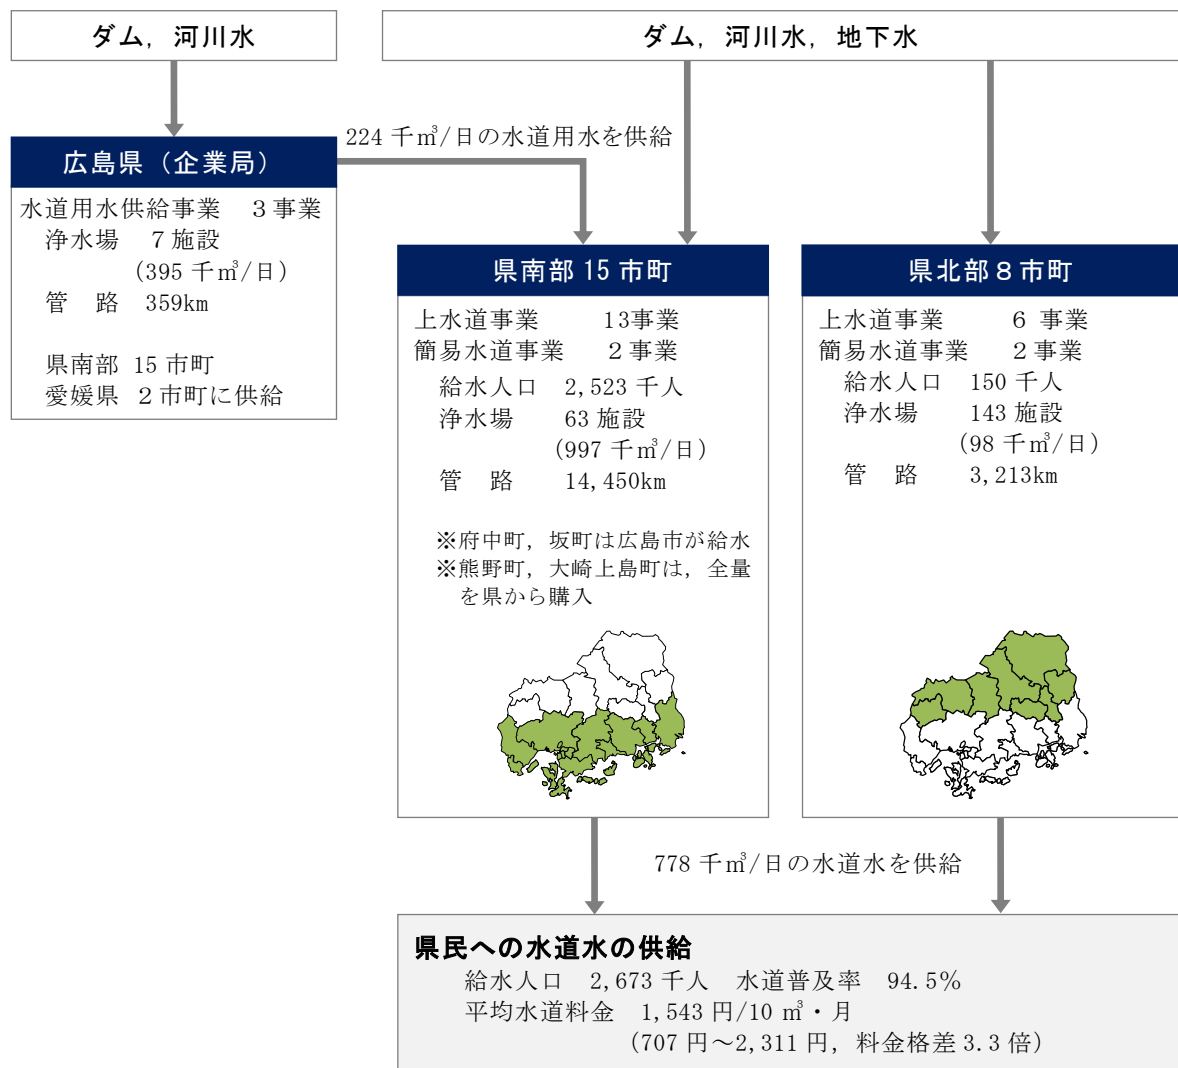 ダム，河川水
ダム，河川水，地下水
224 千㎥/日の水道用水を供給
広島県（企業局）
水道用水供給事業　３事業
浄水場　７施設
(395 千㎥/日)
管　路　359km
県南部 15 市町
愛媛県 ２市町に供給
県南部 15 市町
上水道事業　13事業
簡易水道事業　２事業
給水人口　2,523 千人
浄水場　63 施設
(997 千㎥/日)
管　路　14,450km
※府中町，坂町は広島市が給水
※熊野町，大崎上島町は，全量
を県から購入
県北部８市町
上水道事業　６ 事業
簡易水道事業　２事業
給水人口　150 千人
浄水場　143 施設
(98 千㎥/日)
管　路　3,213km
778 千㎥/日の水道水を供給
県民への水道水の供給
給水人口　2,673 千人　水道普及率　94.5%
平均水道料金　1,543 円/10 ㎥・月
(707 円～2,311 円，料金格差 3.3 倍)